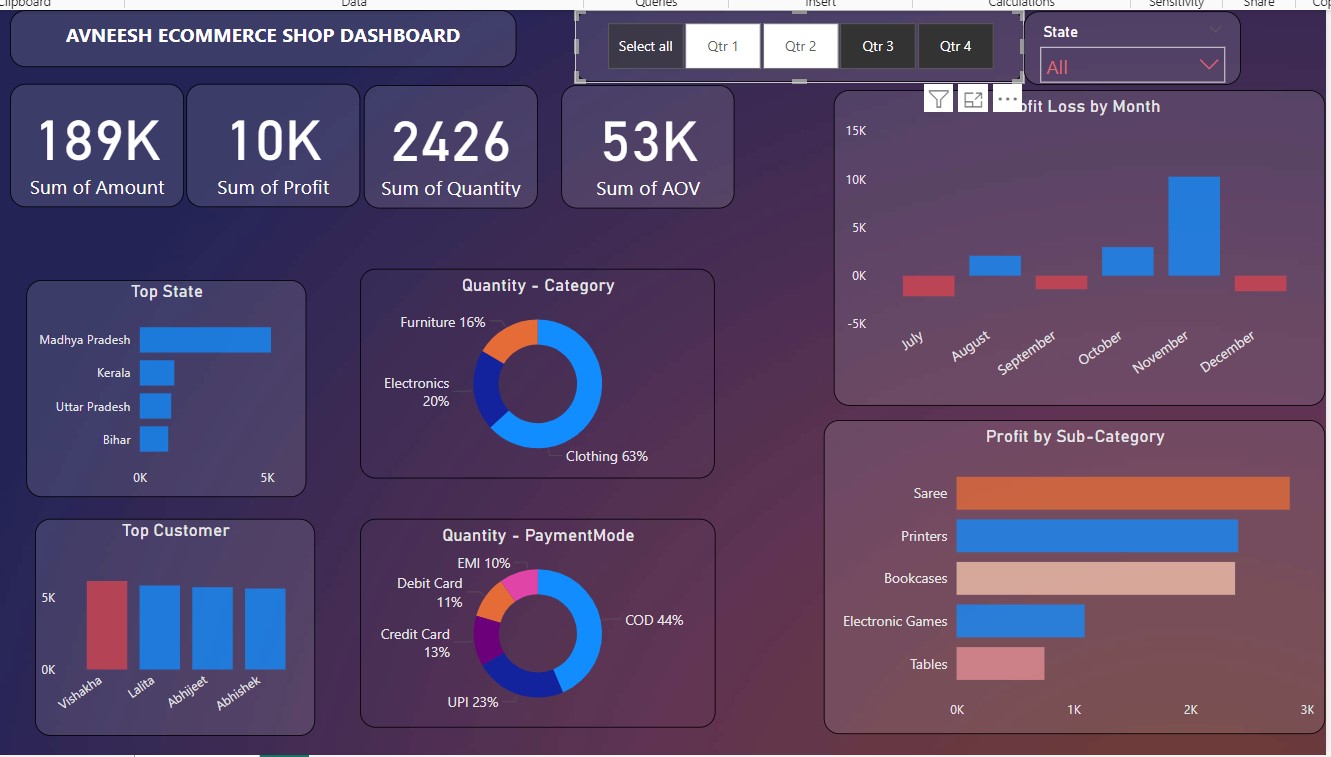 Clipboard
Data
Queries
Insert
Calculations
Sensitivity
Share
AVNEESH ECOMMERCE SHOP DASHBOARD
Select all
Qtr 1
Qtr 2
Qtr 3
Qtr 4
State
All
189K
Sum of Amount
10K
Sum of Profit
2426
Sum of Quantity
53K
Sum of AOV
ofit Loss by Month
15K
10K
5K
0K
-5K
July
August
September
October
November
December
Top State
Madhya Pradesh
Kerala
Uttar Pradesh
Bihar
0K
5K
Quantity - Category
Furniture 16%
Electronics
20%
Clothing 63%
Profit by Sub-Category
Saree
Printers
Bookcases
Electronic Games
Tables
0K
1K
2K
3K
Top Customer
5K
0K
Vishakha
Lalita
Abhijeet
Abhishek
Quantity - PaymentMode
EMI 10%
Debit Card
11%
COD 44%
Credit Card
13%
UPI 23%